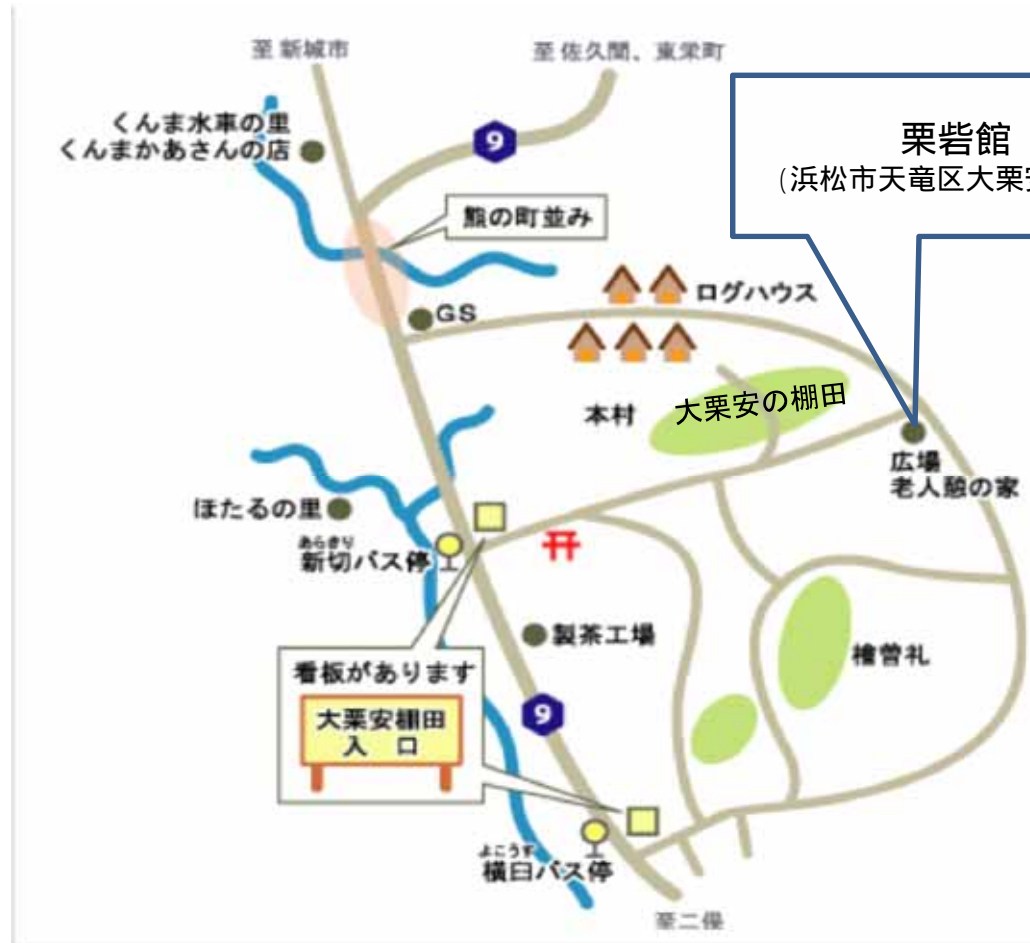 至 新城市
至 佐久間、東栄町
くんま水車の里
くんまかあさんの店
9
栗砦館
(浜松市天竜区大栗安
熊の町並み
GS
ログハウス
本村
大栗安の棚田
広場
老人憩の家
ほたるの里
あらきり
新切バス停
製茶工場
檜曽礼
看板があります
大栗安棚田
入 口
9
よこうす
横臼バス停
至二俣